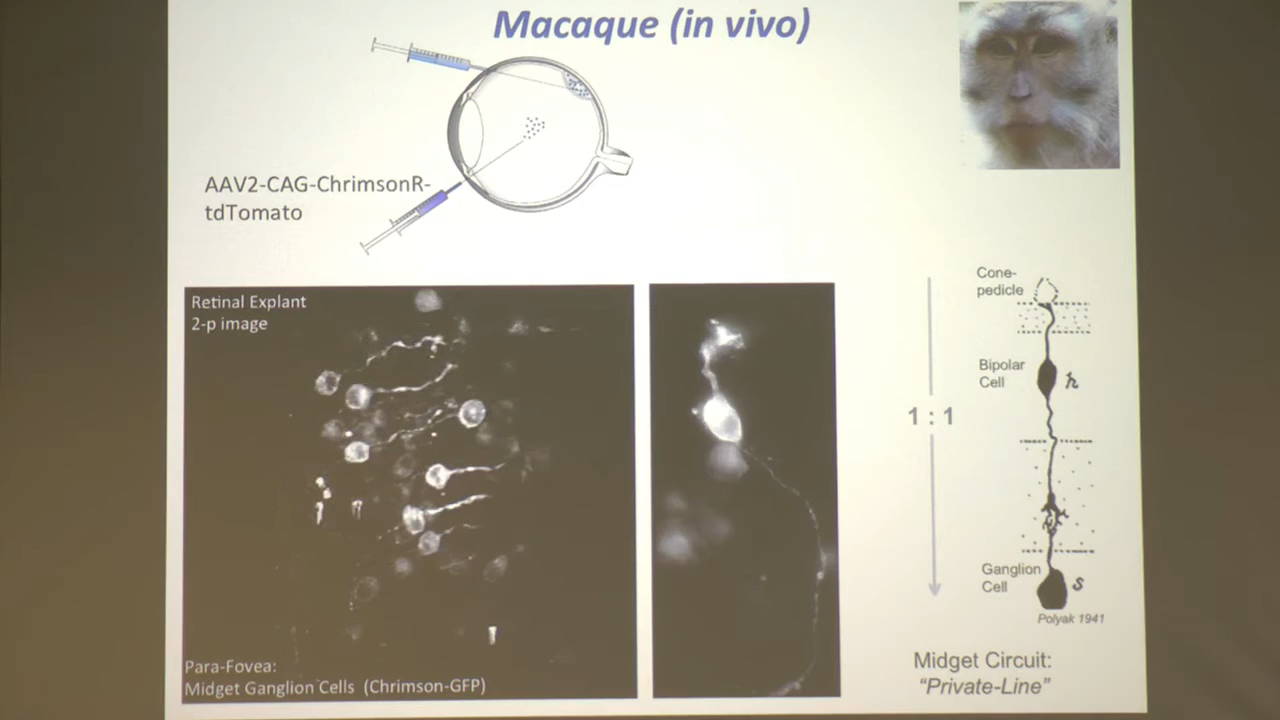 Macaque (in vivo)
AAV2-CAG-ChrimsonR-
tdTomato
Retinal Explant
2-p image
Para-Fovea:
Midget Ganglion Cells (Chrimson-GFP)
1 : 1
Cone-
pedicle
Bipolar
Cell
h
Ganglion
Cell
s
Polyak 1941
Midget Circuit:
“Private-Line”